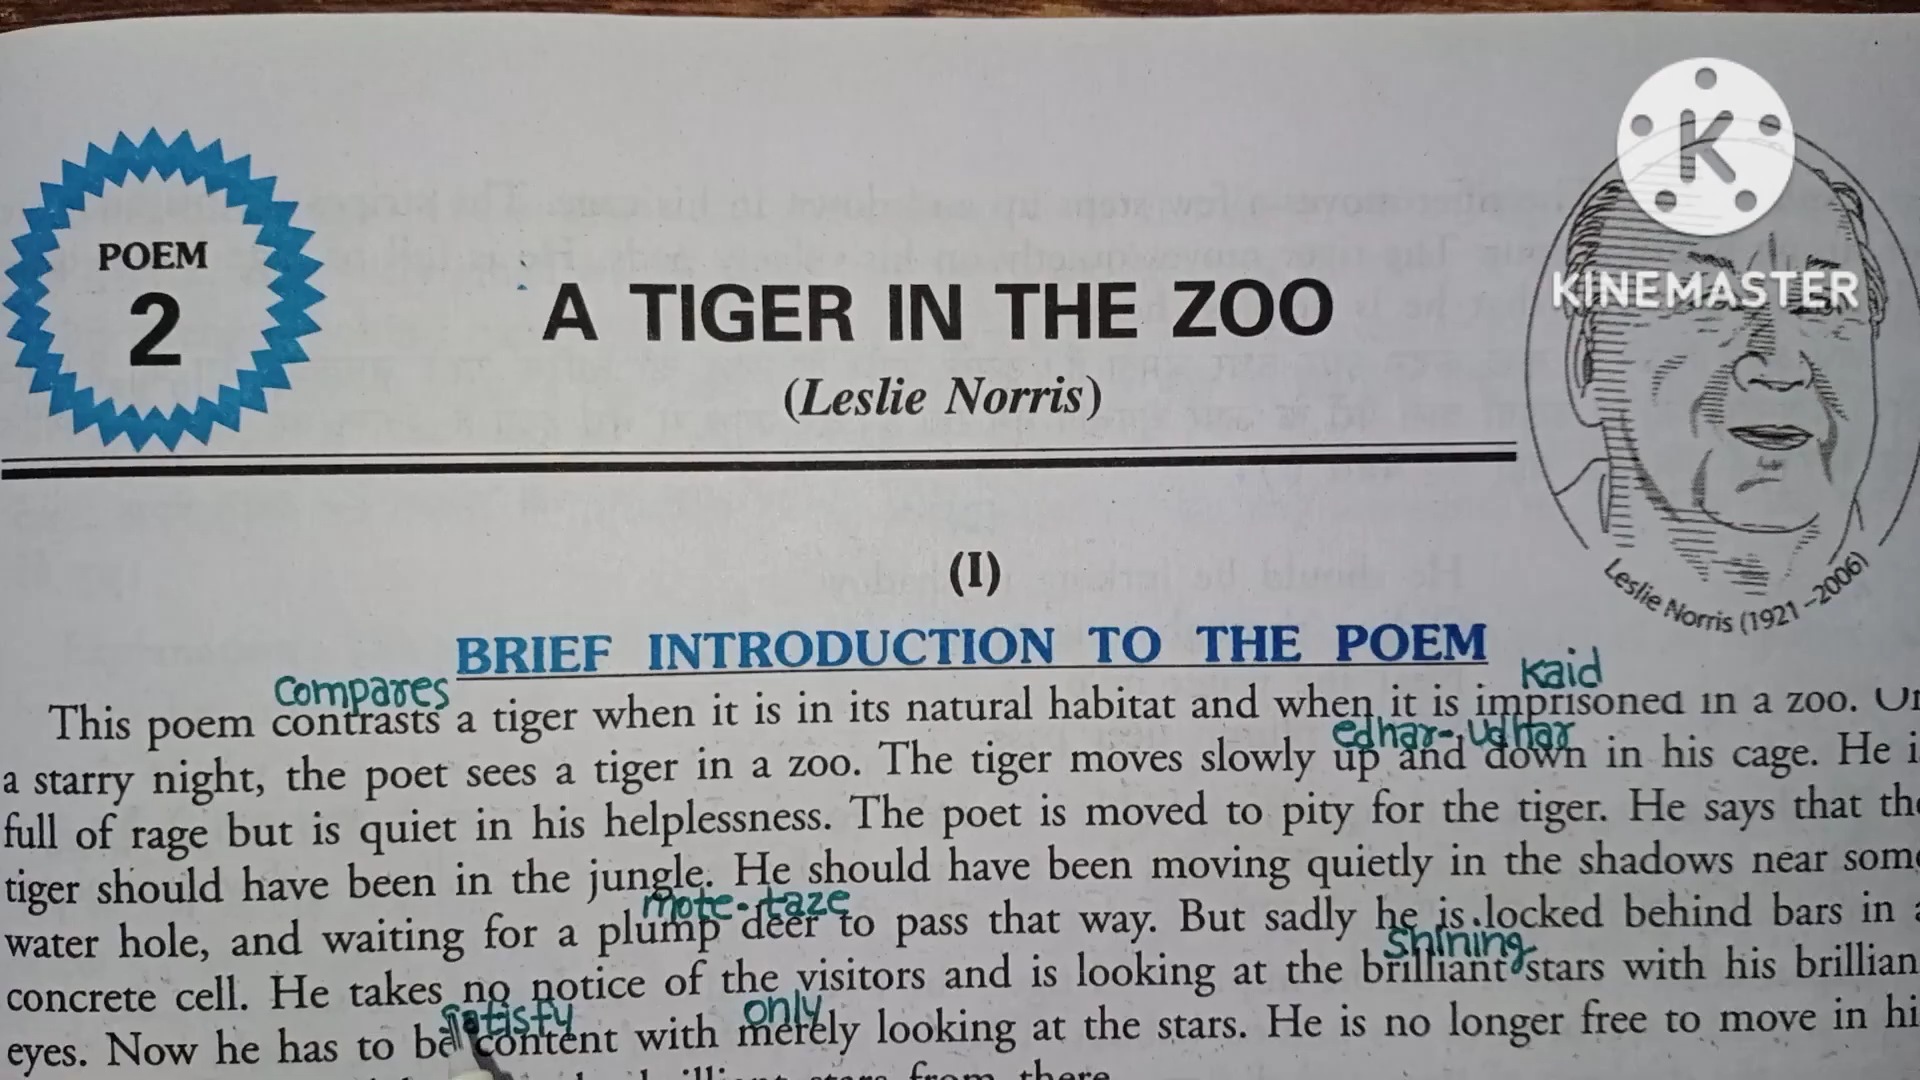 K
KINEMASTER
POEM
2
A TIGER IN THE ZOO
(Leslie Norris)
Leslie Norris (1921–2006)
(I)
BRIEF INTRODUCTION TO THE POEM
compares
kaid
This poem contrasts a tiger when it is in its natural habitat and when it is imprisoned in a zoo.
edhar-udhar
a starry night, the poet sees a tiger in a zoo. The tiger moves slowly up and down in his cage. He
full of rage but is quiet in his helplessness. The poet is moved to pity for the tiger. He says that
tiger should have been in the jungle. He should have been moving quietly in the shadows near
mote-taze
water hole, and waiting for a plump deer to pass that way. But sadly he is locked behind bars in
shining
concrete cell. He takes no notice of the visitors and is looking at the brilliant stars with his
satisfy
only
eyes. Now he has to be content with merely looking at the stars. He is no longer free to move in
stars from there